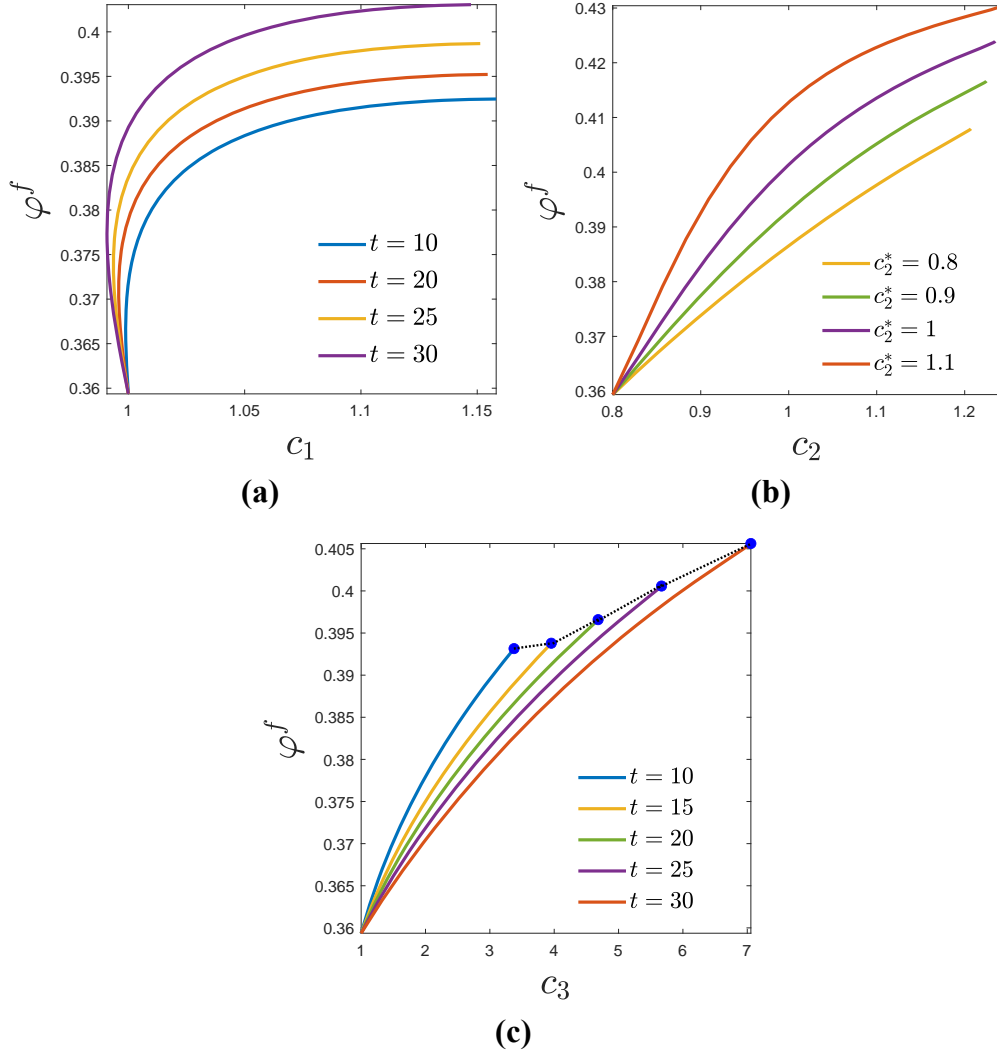 0.4
0.395
0.39
0.385
0.38
0.375
0.37
0.365
0.36
φ^f
1
1.05
1.1
1.15
c_1
t = 10
t = 20
t = 25
t = 30
(a)
0.43
0.42
0.41
0.4
0.39
0.38
0.37
0.36
φ^f
0.8
0.9
1
1.1
1.2
c_2
c_2^* = 0.8
c_2^* = 0.9
c_2^* = 1
c_2^* = 1.1
(b)
0.405
0.4
0.395
0.39
0.385
0.38
0.375
0.37
0.365
0.36
φ^f
1
2
3
4
5
6
7
c_3
t = 10
t = 15
t = 20
t = 25
t = 30
(c)